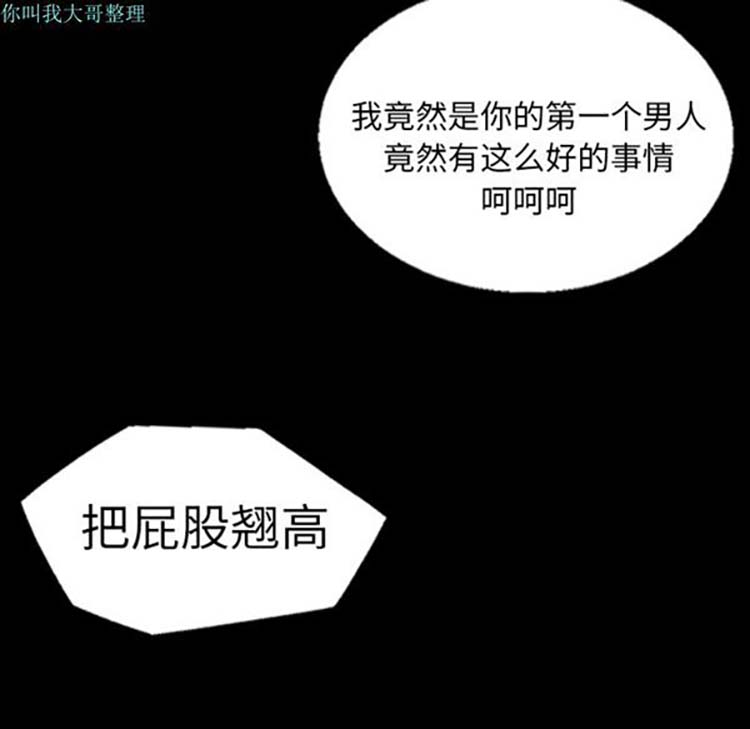 你叫我大哥整理
我竟然是你的第一个男人
竟然有这么好的事情
呵呵呵
把屁股翘高